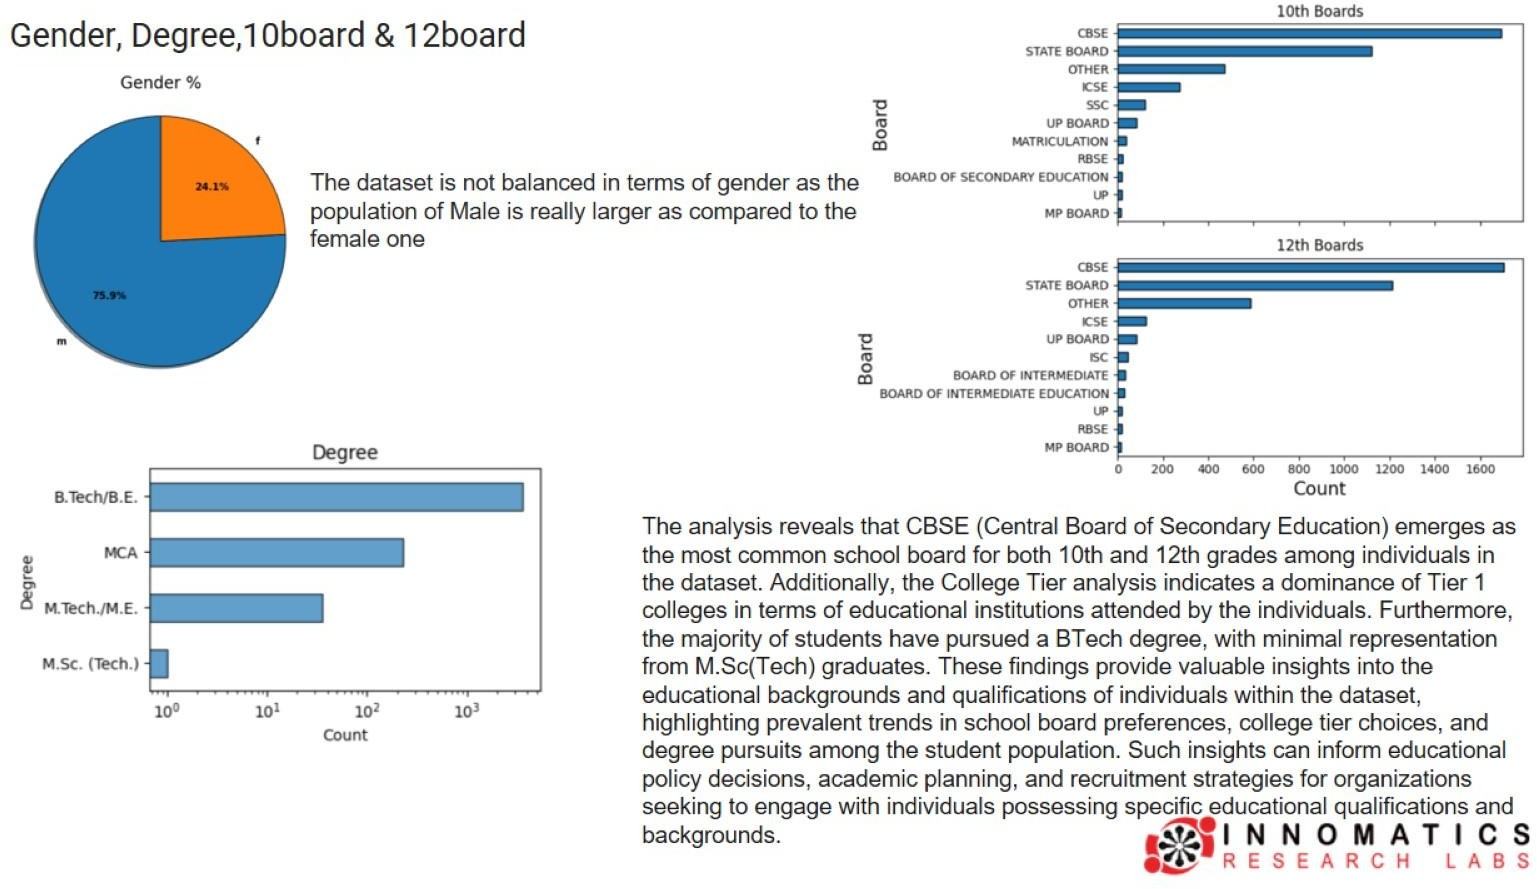 Gender, Degree,10board & 12board
Gender %
f
24.1%
75.9%
m
The dataset is not balanced in terms of gender as the
population of Male is really larger as compared to the
female one
10th Boards
Board
CBSE
STATE BOARD
OTHER
ICSE
SSC
UP BOARD
MATRICULATION
RBSE
BOARD OF SECONDARY EDUCATION
UP
MP BOARD
12th Boards
Board
CBSE
STATE BOARD
OTHER
ICSE
UP BOARD
ISC
BOARD OF INTERMEDIATE
BOARD OF INTERMEDIATE EDUCATION
UP
RBSE
MP BOARD
0 200 400 600 800 1000 1200 1400 1600
Count
Degree
Degree
B.Tech/B.E.
MCA
M.Tech./M.E.
M.Sc. (Tech.)
10⁰ 10¹ 10² 10³
Count
The analysis reveals that CBSE (Central Board of Secondary Education) emerges as
the most common school board for both 10th and 12th grades among individuals in
the dataset. Additionally, the College Tier analysis indicates a dominance of Tier 1
colleges in terms of educational institutions attended by the individuals. Furthermore,
the majority of students have pursued a BTech degree, with minimal representation
from M.Sc(Tech) graduates. These findings provide valuable insights into the
educational backgrounds and qualifications of individuals within the dataset,
highlighting prevalent trends in school board preferences, college tier choices, and
degree pursuits among the student population. Such insights can inform educational
policy decisions, academic planning, and recruitment strategies for organizations
seeking to engage with individuals possessing specific educational qualifications and
backgrounds.
INNOMATICS
RESEARCH LABS